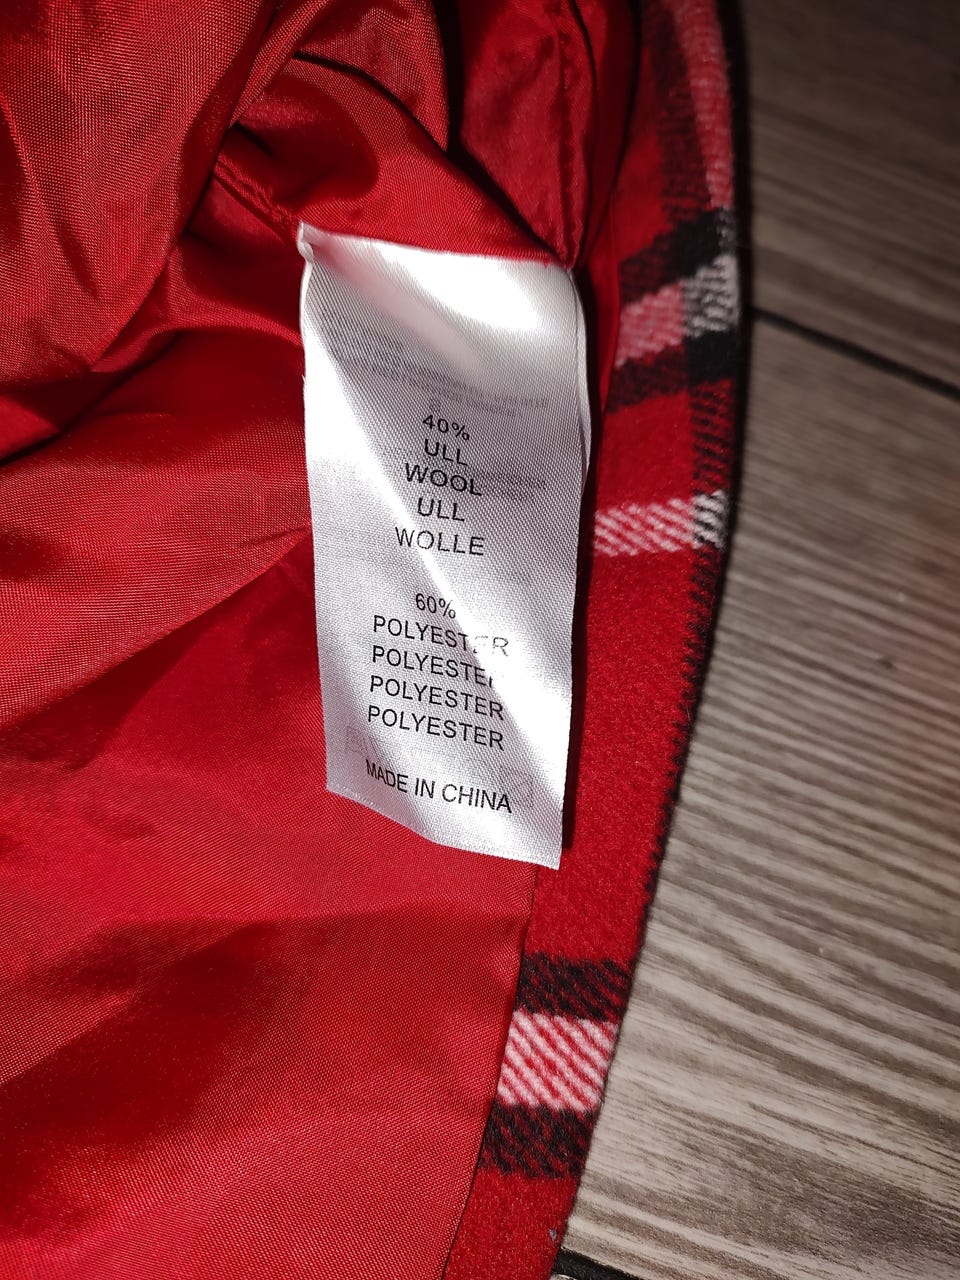 40%
ULL
WOOL
ULL
WOLLE
60%
POLYESTER
POLYESTER
POLYESTER
POLYESTER
MADE IN CHINA